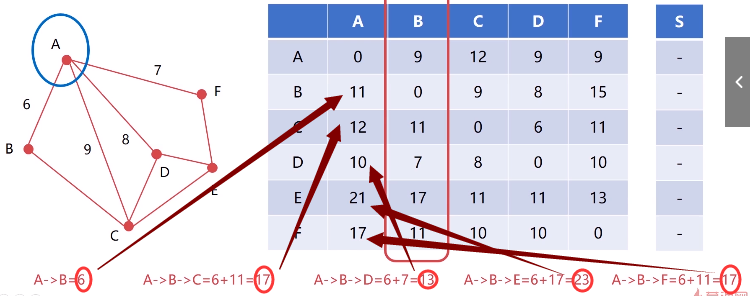 A B C D F S
A 0 9 12 9 9 -
B 11 0 9 8 15 -
C 12 11 0 6 11 -
D 10 7 8 0 10 -
E 21 17 11 11 13 -
F 17 11 10 10 0 -
A
7
F
6
8
9
B
D
E
C
A->B=6 A->B->C=6+11=17 A->B->D=6+7=13 A->B->E=6+17=23 A->B->F=6+11=17